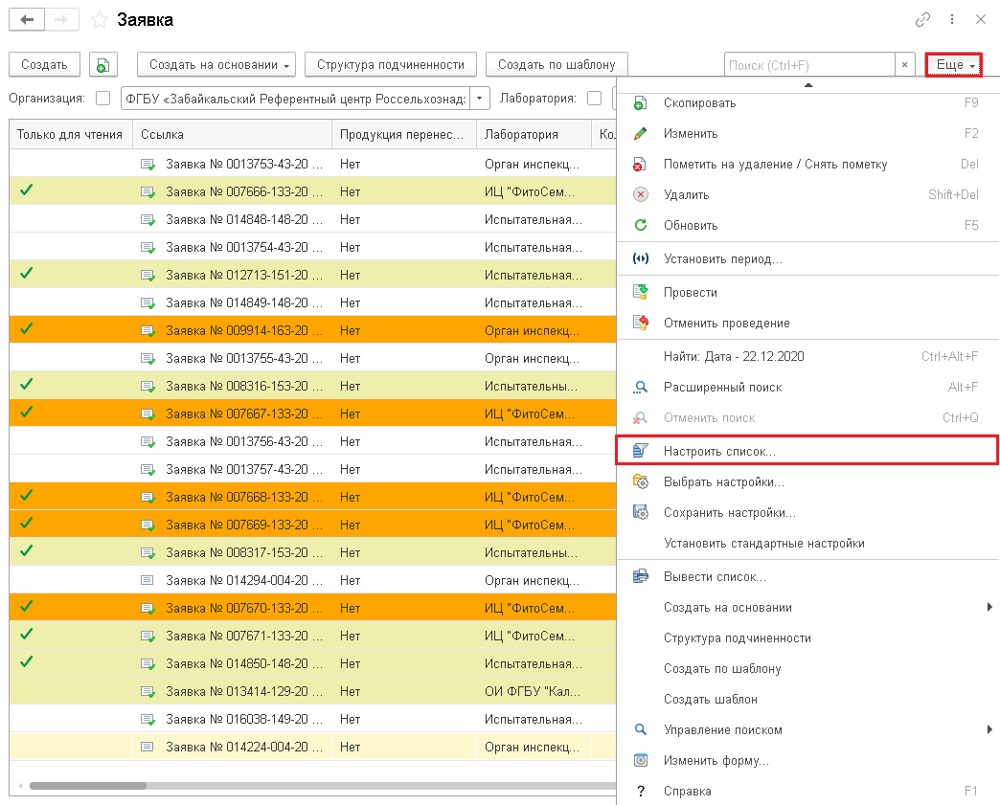 Заявка
Создать
Создать на основании
Структура подчиненности
Создать по шаблону
Поиск (Ctrl+F)
×
Еще
Организация:
ФГБУ «Забайкальский Референтный центр Россельхознад:
Лаборатория:
Только для чтения Ссылка Продукция перенес... Лаборатория
Заявка № 0013753-43-20 ... Нет Орган инспекц...
Заявка № 007666-133-20 ... Нет ИЦ "ФитоСем...
Заявка № 014848-148-20 ... Нет Испытательная...
Заявка № 0013754-43-20 ... Нет Испытательная...
Заявка № 012713-151-20 ... Нет Испытательная...
Заявка № 014849-148-20 ... Нет Испытательная...
Заявка № 009914-163-20 ... Нет Орган инспекц...
Заявка № 0013755-43-20 ... Нет Орган инспекц...
Заявка № 008316-153-20 ... Нет Испытательны...
Заявка № 007667-133-20 ... Нет ИЦ "ФитоСем...
Заявка № 0013756-43-20 ... Нет Испытательная...
Заявка № 0013757-43-20 ... Нет Испытательная...
Заявка № 007668-133-20 ... Нет ИЦ "ФитоСем...
Заявка № 007669-133-20 ... Нет ИЦ "ФитоСем...
Заявка № 008317-153-20 ... Нет Испытательны...
Заявка № 014294-004-20 ... Нет Орган инспекц...
Заявка № 007670-133-20 ... Нет ИЦ "ФитоСем...
Заявка № 007671-133-20 ... Нет ИЦ "ФитоСем...
Заявка № 014850-148-20 ... Нет Испытательная...
Заявка № 013414-129-20 ... Нет ОИ ФГБУ "Кал...
Заявка № 016038-149-20 ... Нет Испытательная...
Заявка № 014224-004-20 ... Нет Орган инспекц...
Скопировать F9
Изменить F2
Пометить на удаление / Снять пометку Del
Удалить Shift+Del
Обновить F5
Установить период...
Провести
Отменить проведение
Найти: Дата - 22.12.2020 Ctrl+Alt+F
Расширенный поиск Alt+F
Отменить поиск Ctrl+Q
Настроить список...
Выбрать настройки...
Сохранить настройки...
Установить стандартные настройки
Вывести список...
Создать на основании
Структура подчиненности
Создать по шаблону
Создать шаблон
Управление поиском
Изменить форму...
? Справка F1